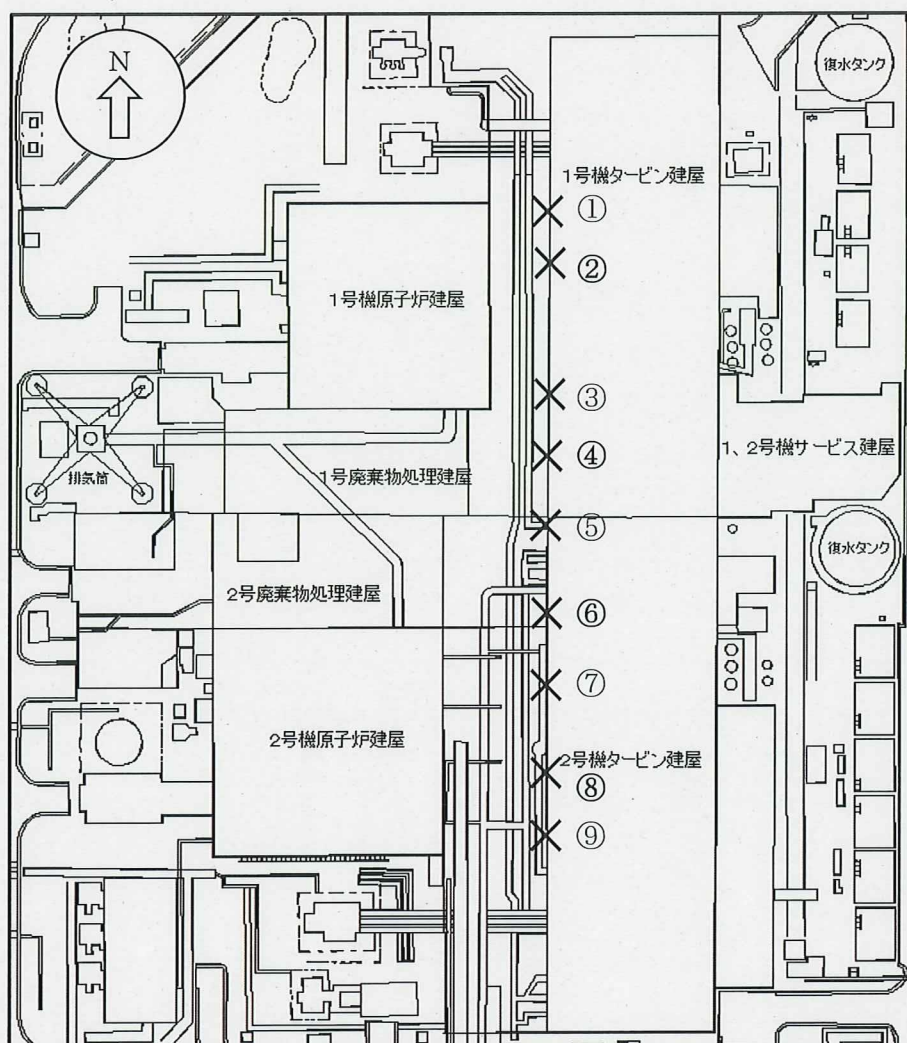 N
復水タンク
1号機タービン建屋
①
②
1号機原子炉建屋
③
④
1、2号機サービス建屋
排気筒
1号廃棄物処理建屋
⑤
復水タンク
2号廃棄物処理建屋
⑥
⑦
2号機原子炉建屋
2号機タービン建屋
⑧
⑨